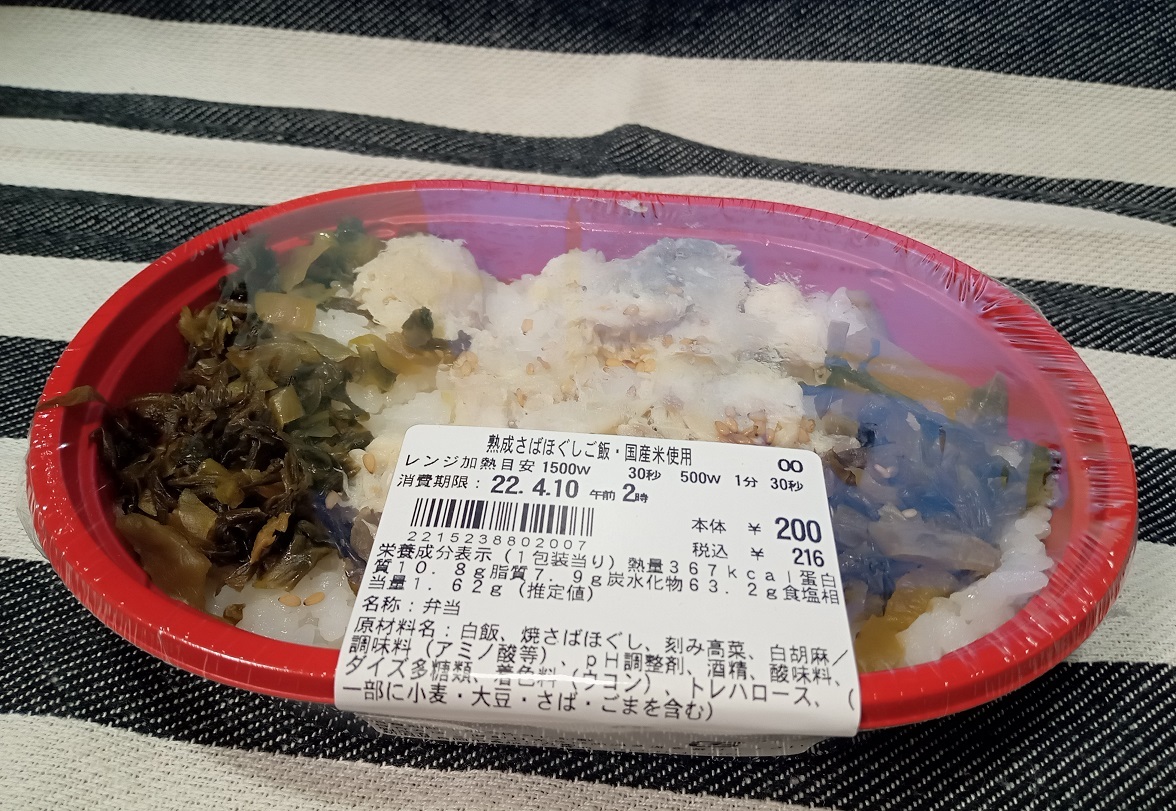 熟成さばほぐしご飯・国産米使用
OO
レンジ加熱目安 1500W 30秒 500W 1分 30秒
消費期限: 22. 4.10 午前 2時
2215238802007
本体 ¥ 200
税込 ¥ 216
栄養成分表示(1包装当り)熱量367kcal蛋白
質10.8g脂質7.9g炭水化物63.2g食塩相
当量1.62g(推定値)
名称:弁当
原材料名:白飯、焼さばほぐし、刻み高菜、白胡麻/
調味料(アミノ酸等)、pH調整剤、酒精、酸味料、
ダイズ多糖類、着色料(ウコン)、トレハロース、(
一部に小麦・大豆・さば・ごまを含む)